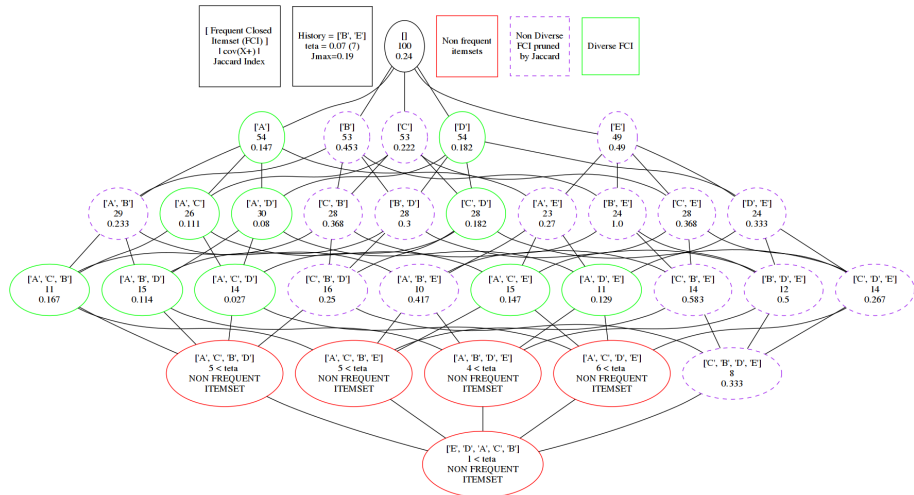 [ Frequent Closed
Itemset (FCI) ]
| cov(X+) |
Jaccard Index
History = ['B', 'E']
teta = 0.07 (7)
Jmax=0.19
[]
100
0.24
Non frequent
itemsets
Non Diverse
FCI pruned
by Jaccard
Diverse FCI
['A']
54
0.147
['B']
53
0.453
['C']
53
0.222
['D']
54
0.182
['E']
49
0.49
['A', 'B']
29
0.233
['A', 'C']
26
0.111
['A', 'D']
30
0.08
['C', 'B']
28
0.368
['B', 'D']
28
0.3
['C', 'D']
28
0.182
['A', 'E']
23
0.27
['B', 'E']
24
1.0
['C', 'E']
28
0.368
['D', 'E']
24
0.333
['A', 'C', 'B']
11
0.167
['A', 'B', 'D']
15
0.114
['A', 'C', 'D']
14
0.027
['C', 'B', 'D']
16
0.25
['A', 'B', 'E']
10
0.417
['A', 'C', 'E']
15
0.147
['A', 'D', 'E']
11
0.129
['C', 'B', 'E']
14
0.583
['B', 'D', 'E']
12
0.5
['C', 'D', 'E']
14
0.267
['A', 'C', 'B', 'D']
5 < teta
NON FREQUENT
ITEMSET
['A', 'C', 'B', 'E']
5 < teta
NON FREQUENT
ITEMSET
['A', 'B', 'D', 'E']
4 < teta
NON FREQUENT
ITEMSET
['A', 'C', 'D', 'E']
6 < teta
NON FREQUENT
ITEMSET
['C', 'B', 'D', 'E']
8
0.333
['E', 'D', 'A', 'C', 'B']
1 < teta
NON FREQUENT
ITEMSET